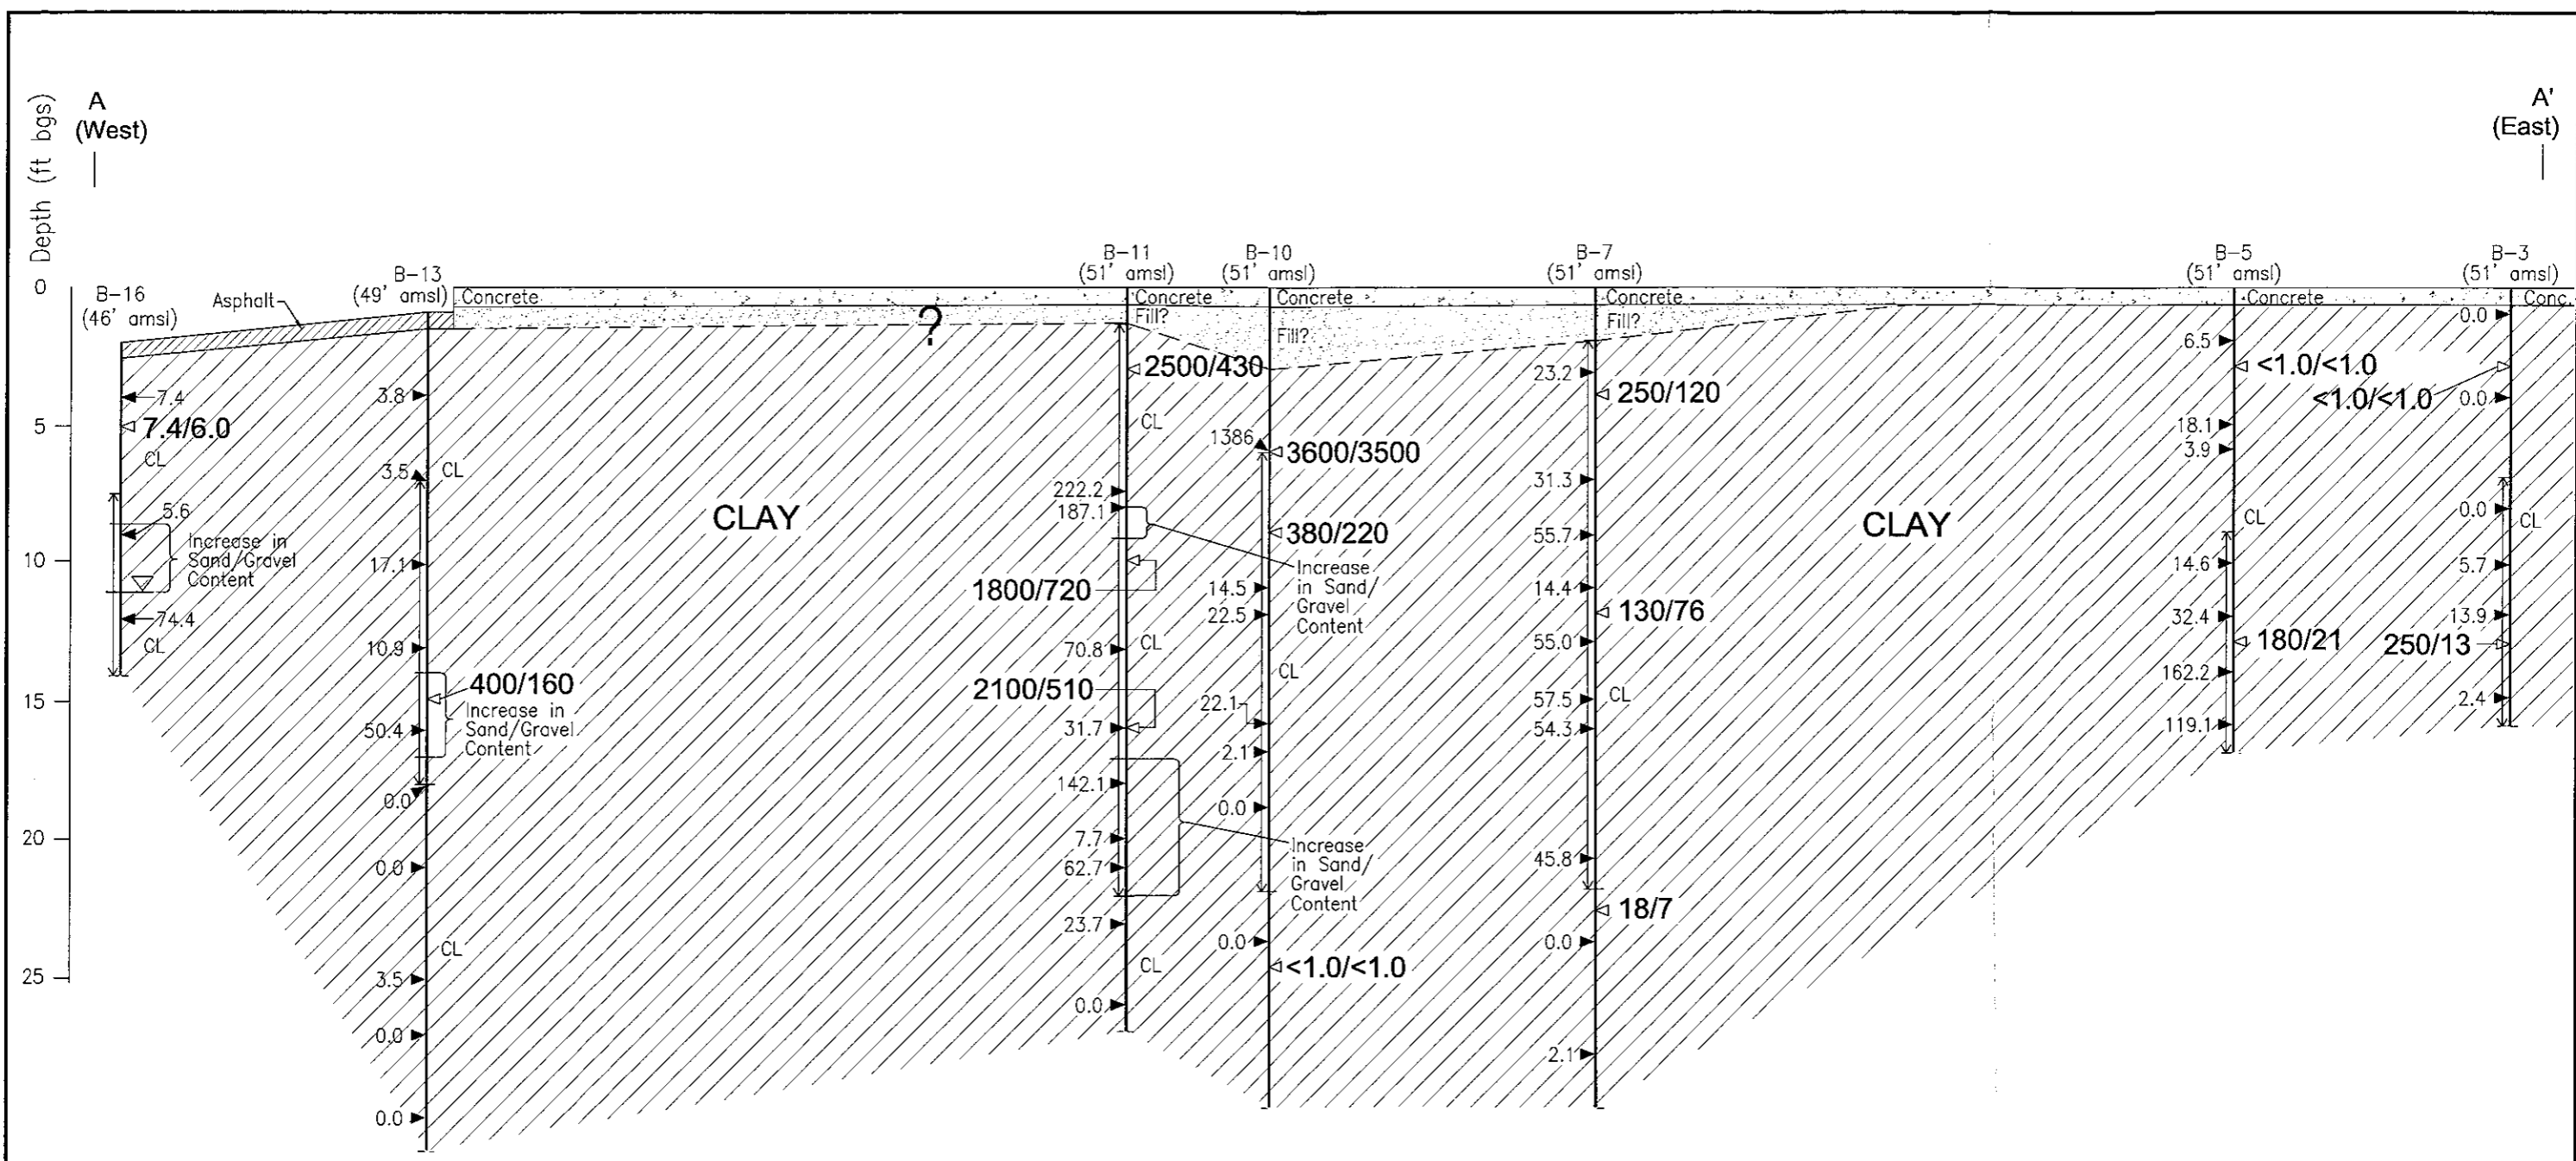 A
(West)
A'
(East)
Depth (ft bgs)
0
5
10
15
20
25
B-16
(46' amsl)
Asphalt
7.4
7.4/6.0
CL
5.6
Increase in
Sand/Gravel
Content
74.4
CL
B-13
(49' amsl)
Concrete
3.8
3.5
CL
17.1
10.9
400/160
Increase in
Sand/Gravel
Content
50.4
0.0
0.0
CL
3.5
0.0
0.0
?
CLAY
B-11
(51' amsl)
Concrete
Fill?
2500/430
CL
222.2
187.1
1800/720
70.8
CL
2100/510
31.7
142.1
7.7
62.7
23.7
CL
0.0
B-10
(51' amsl)
Concrete
Fill?
1386
3600/3500
380/220
Increase
in Sand/
Gravel
Content
14.5
22.5
CL
22.1
2.1
0.0
Increase
in Sand/
Gravel
Content
0.0
<1.0/<1.0
B-7
(51' amsl)
Concrete
Fill?
23.2
250/120
31.3
55.7
14.4
130/76
55.0
57.5
CL
54.3
45.8
18/7
0.0
2.1
CLAY
B-5
(51' amsl)
Concrete
6.5
<1.0/<1.0
18.1
3.9
CL
14.6
32.4
180/21
162.2
119.1
B-3
(51' amsl)
Conc.
0.0
<1.0/<1.0
0.0
0.0
CL
5.7
13.9
250/13
2.4